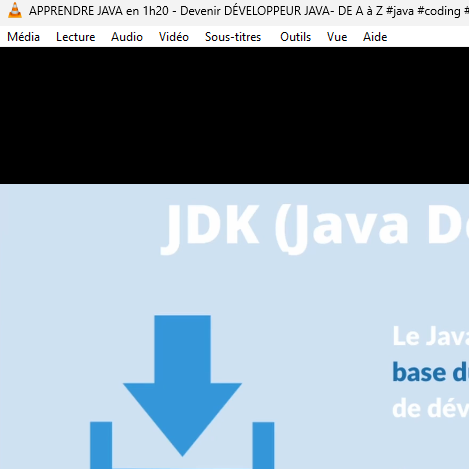 APPRENDRE JAVA en 1h20 - Devenir DÉVELOPPEUR JAVA- DE A à Z #java #coding #
Média Lecture Audio Vidéo Sous-titres Outils Vue Aide
JDK (Java De
Le Java
base du
de dév